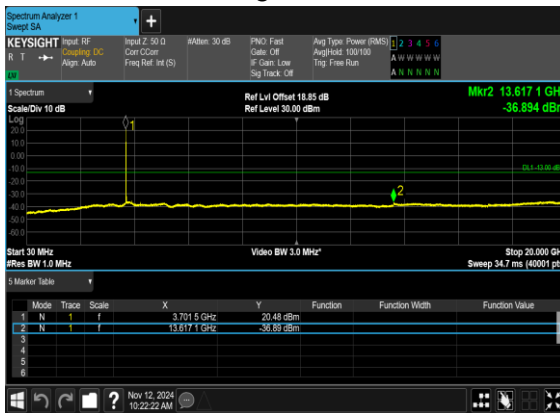 Spectrum Analyzer 1
Swept SA
KEYSIGHT Input: RF Input Z: 50 Ω #Atten: 30 dB PNO: Fast Avg Type: Power (RMS) 1 2 3 4 5 6
R T Coupling: DC Corr CCorr Gate: Off Avg|Hold: 100/100 A W W W W W
Align: Auto Freq Ref: Int (S) IF Gain: Low Trig: Free Run
Sig Track: Off A N N N N N
1 Spectrum
Scale/Div 10 dB Ref Lvl Offset 18.85 dB Mkr2 13.617 1 GHz
Ref Level 30.00 dBm -36.894 dBm
Log
20.0 1
10.0
0.00
-10.0 DL1 -13.00 dB
-20.0
-30.0 2
-40.0
-50.0
-60.0
Start 30 MHz Video BW 3.0 MHz* Stop 20.000 GH
#Res BW 1.0 MHz Sweep 34.7 ms (40001 pt
5 Marker Table
Mode Trace Scale X Y Function Function Width Function Value
1 N 1 f 3.701 5 GHz 20.48 dBm
2 N 1 f 13.617 1 GHz -36.89 dBm
3
4
5
6
? Nov 12, 2024
10:22:22 AM